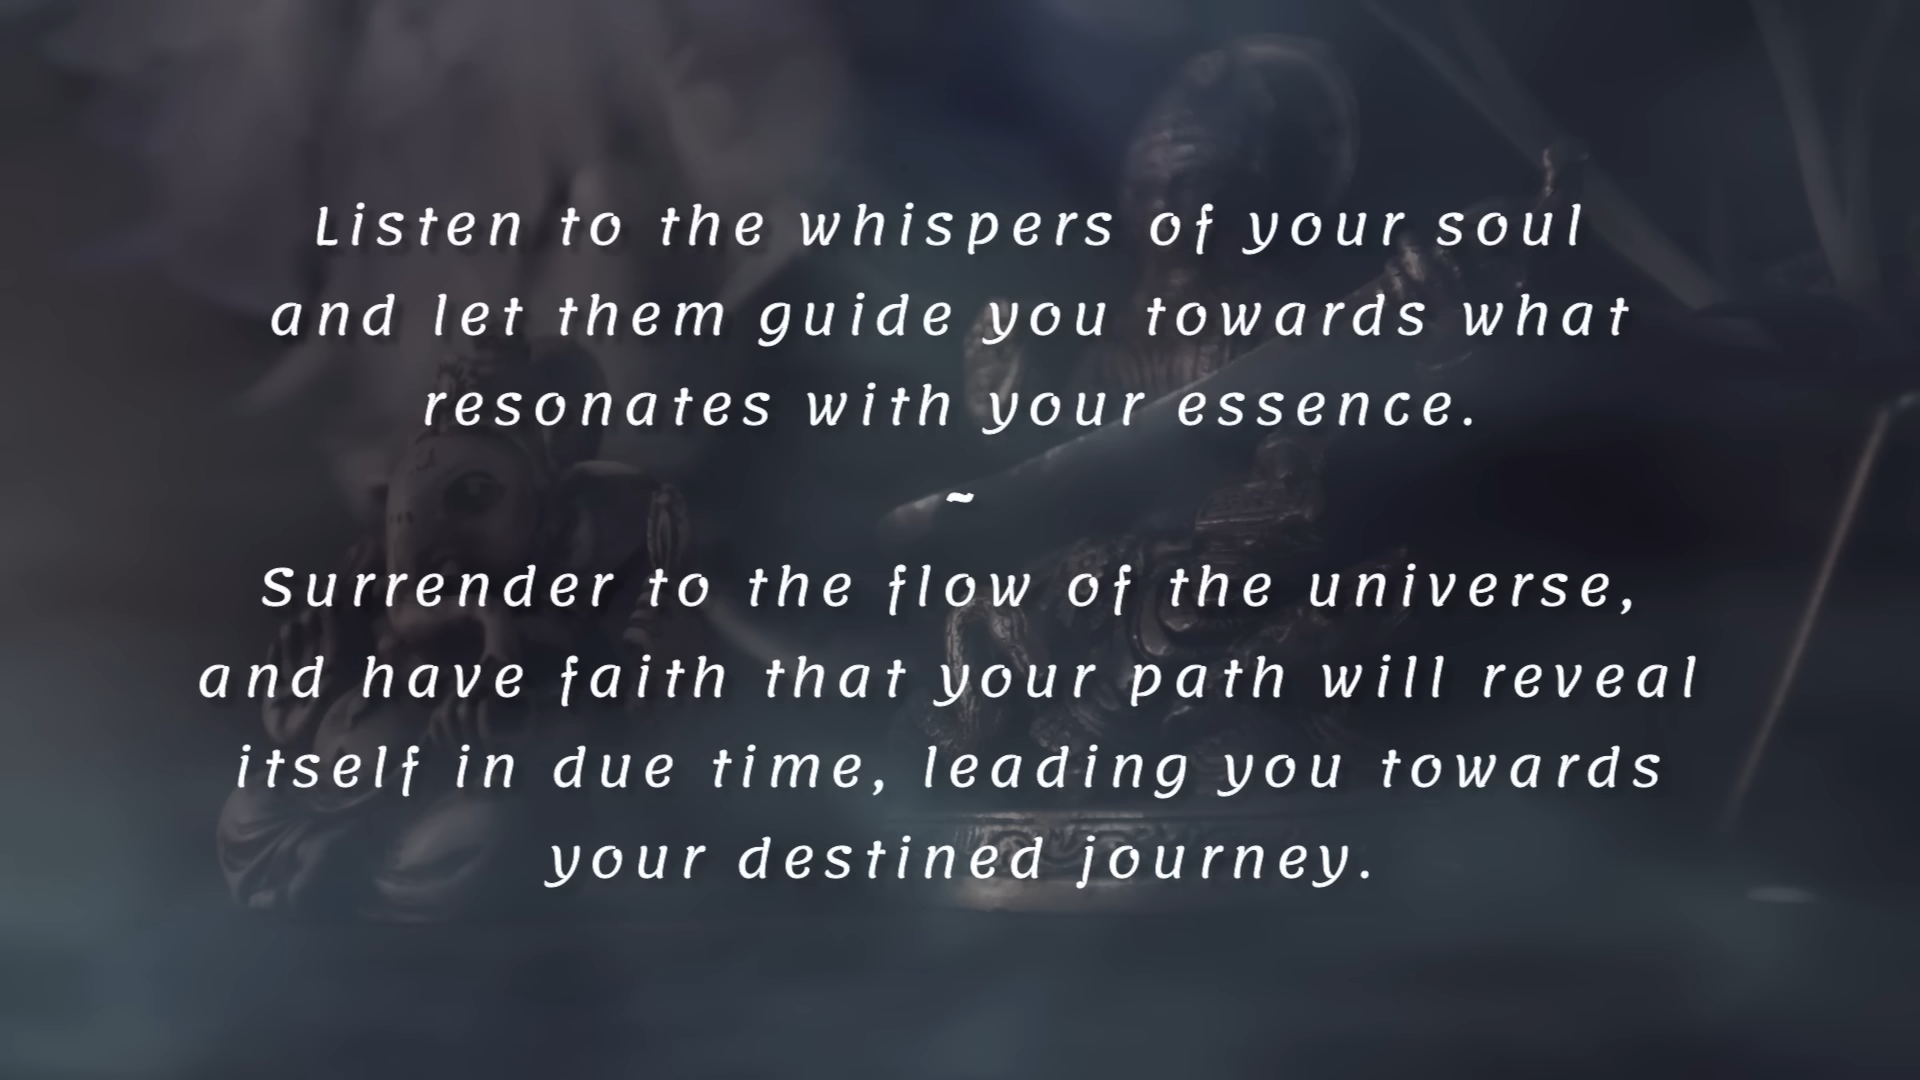 Listen to the whispers of your soul
and let them guide you towards what
resonates with your essence.
~
Surrender to the flow of the universe,
and have faith that your path will reveal
itself in due time, leading you towards
your destined journey.